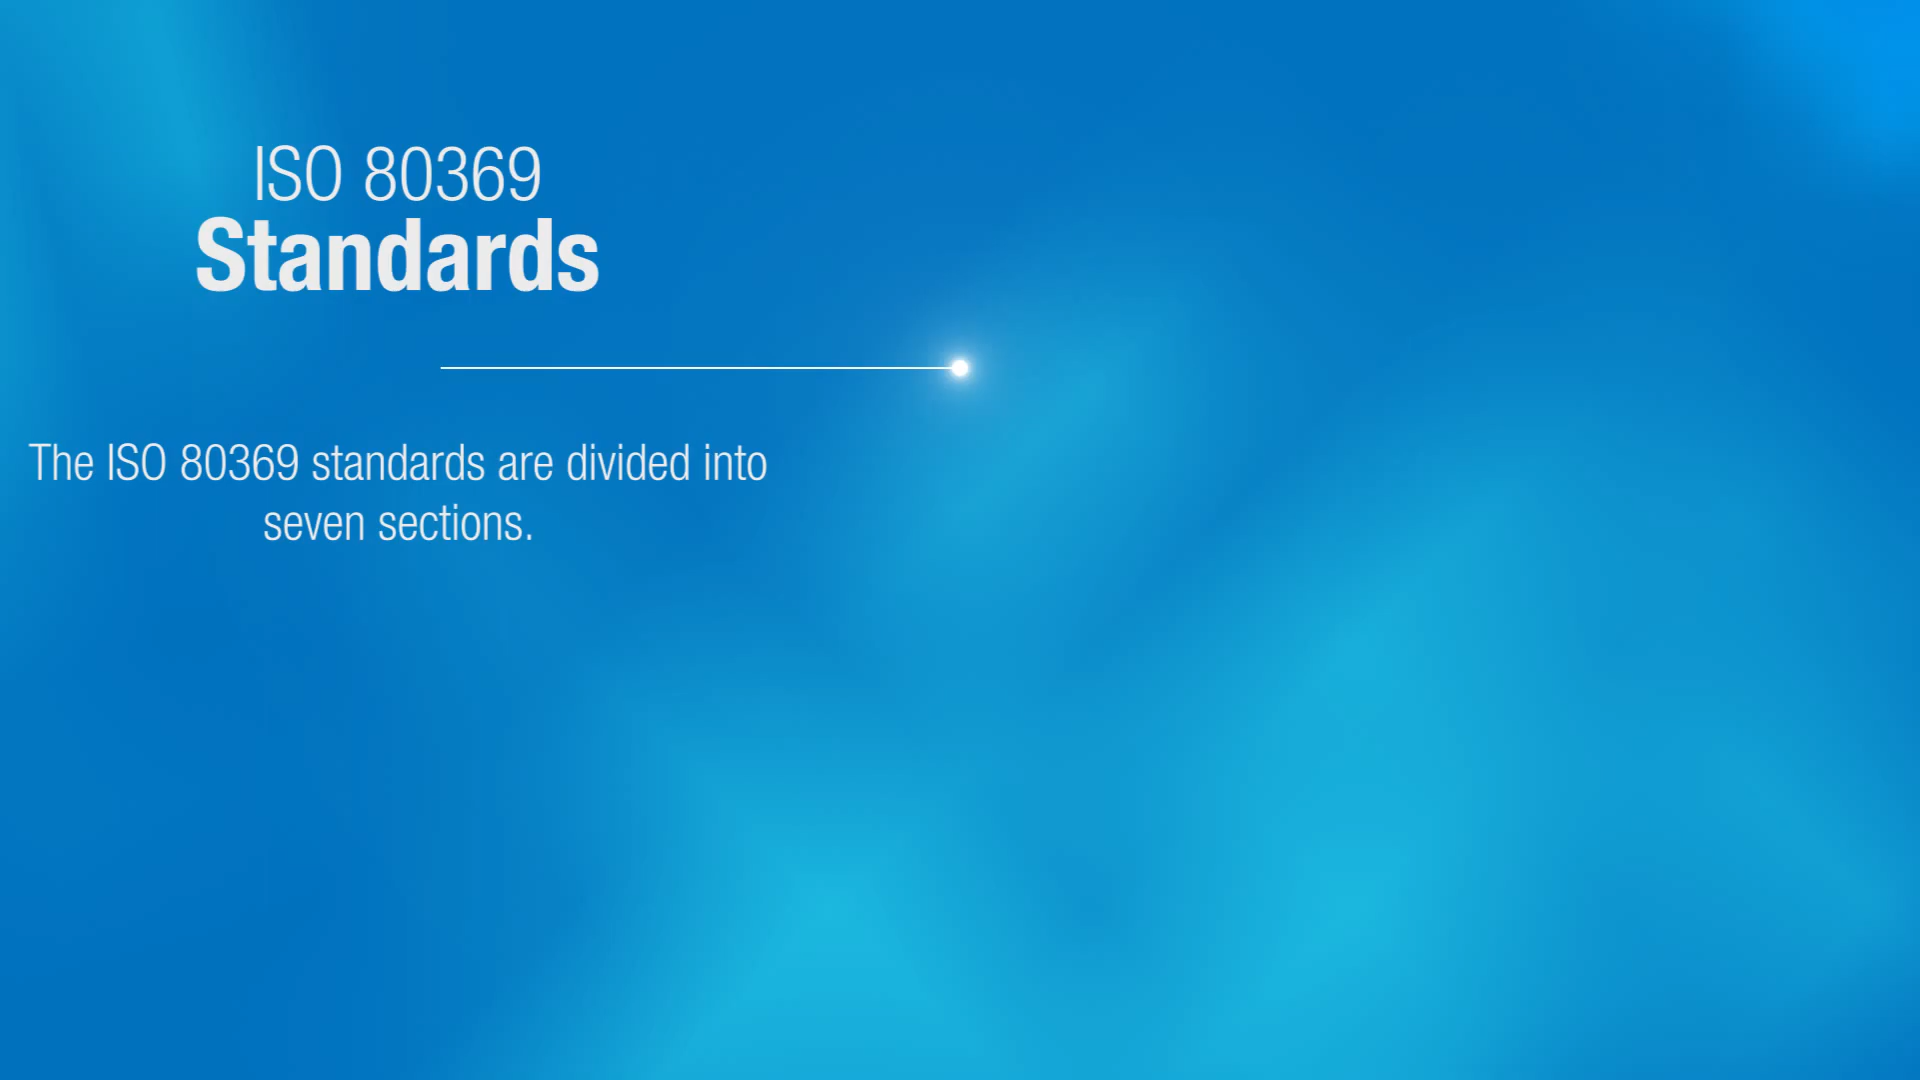 ISO 80369
Standards
The ISO 80369 standards are divided into
seven sections.